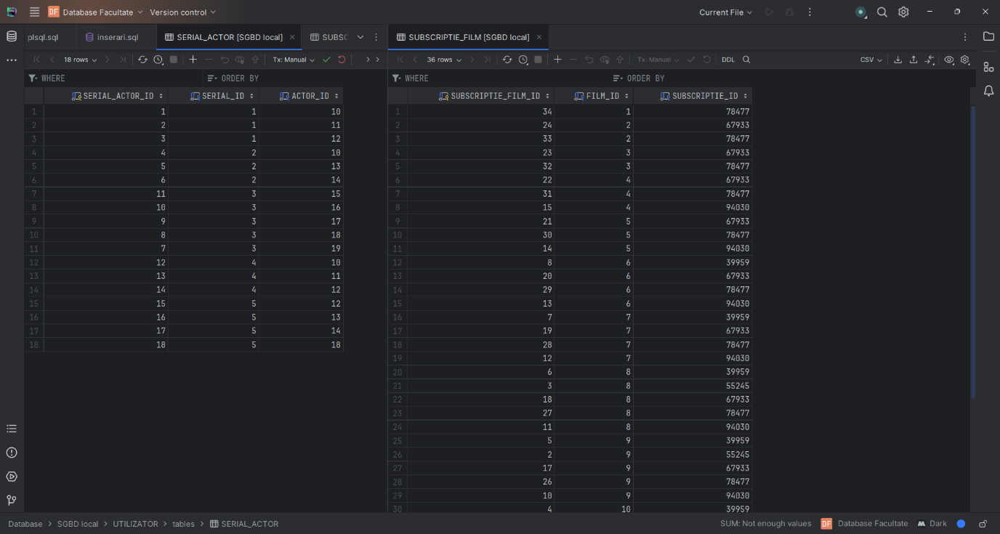 DF Database Facultate Version control Current File
plsql.sql inserari.sql SERIAL_ACTOR [SGBD local] SUBSC SUBSCRIPTIE_FILM [SGBD local]
18 rows Tx: Manual 36 rows Tx: Manual DDL CSV
WHERE ORDER BY WHERE ORDER BY
SERIAL_ACTOR_ID SERIAL_ID ACTOR_ID SUBSCRIPTIE_FILM_ID FILM_ID SUBSCRIPTIE_ID
1 1 1 10 1 34 1 78477
2 2 1 11 2 24 2 67933
3 3 1 12 3 33 2 78477
4 4 2 10 4 23 3 67933
5 5 2 13 5 32 3 78477
6 6 2 14 6 22 4 67933
7 11 3 15 7 31 4 78477
8 10 3 16 8 15 4 94030
9 9 3 17 9 21 5 67933
10 8 3 18 10 30 5 78477
11 7 3 19 11 14 5 94030
12 12 4 10 12 8 6 39959
13 13 4 11 13 20 6 67933
14 14 4 12 14 29 6 78477
15 15 5 12 15 13 6 94030
16 16 5 13 16 7 7 39959
17 17 5 14 17 19 7 67933
18 18 5 18 18 28 7 78477
19 12 7 94030
20 6 8 39959
21 3 8 55245
22 18 8 67933
23 27 8 78477
24 11 8 94030
25 5 9 39959
26 2 9 55245
27 17 9 67933
28 26 9 78477
29 10 9 94030
30 4 10 39959
Database > SGBD local > UTILIZATOR > tables > SERIAL_ACTOR SUM: Not enough values DF Database Facultate Dark